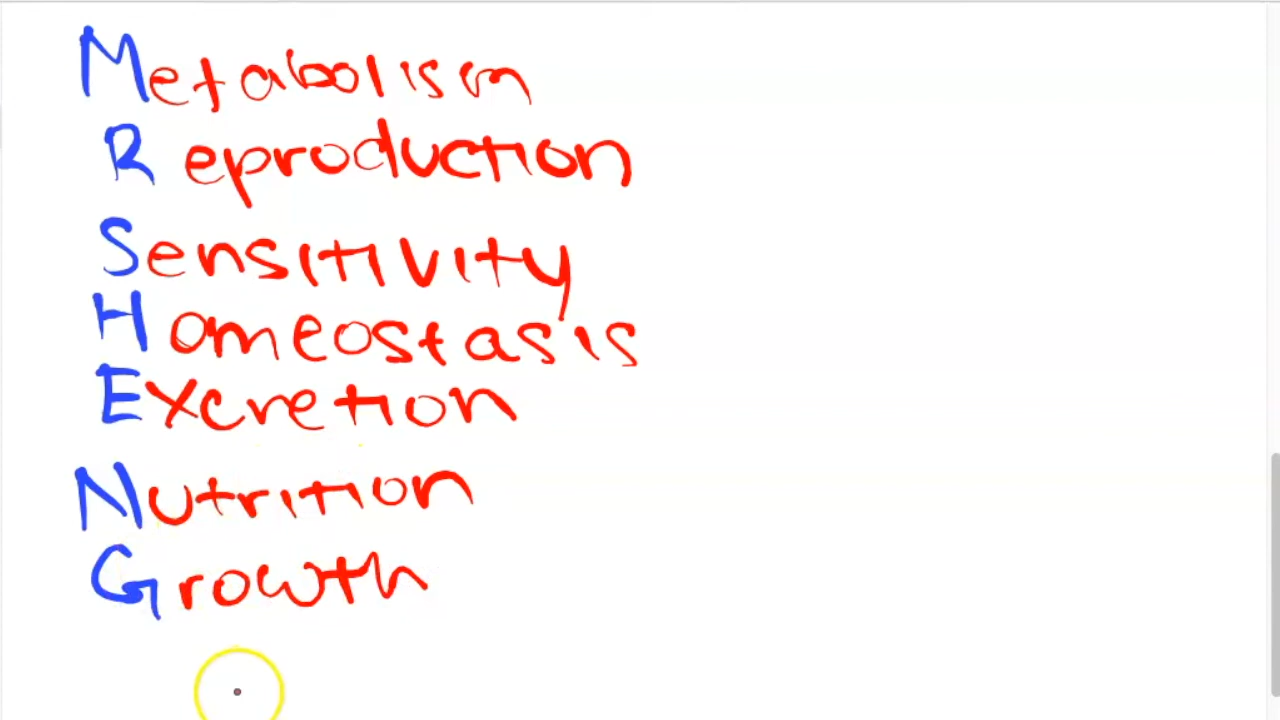 Metabolism
Reproduction
Sensitivity
Homeostasis
Excretion
Nutrition
Growth